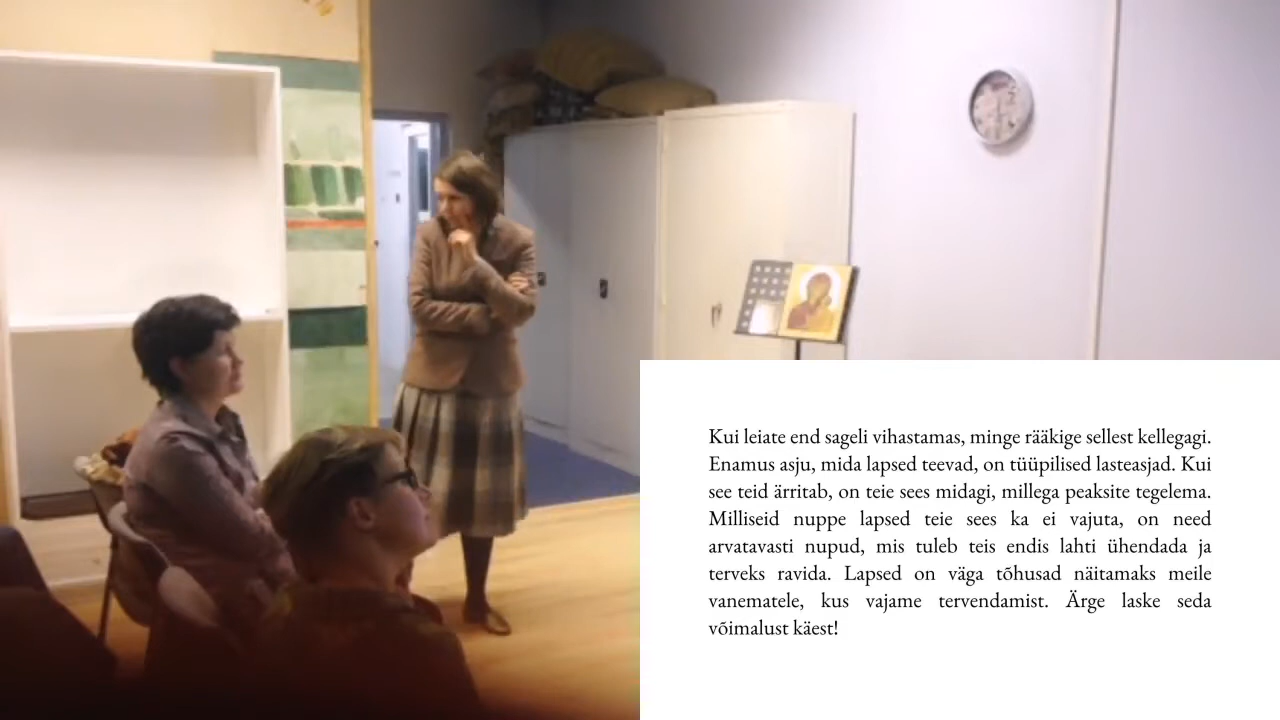 Kui leiate end sageli vihastamas, minge rääkige sellest kellegagi.
Enamus asju, mida lapsed teevad, on tüüpilised lasteasjad. Kui
see teid ärritab, on teie sees midagi, millega peaksite tegelema.
Milliseid nuppe lapsed teie sees ka ei vajuta, on need
arvatavasti nupud, mis tuleb teis endis lahti ühendada ja
terveks ravida. Lapsed on väga tõhusad näitamaks meile
vanematele, kus vajame tervendamist. Ärge laske seda
võimalust käest!